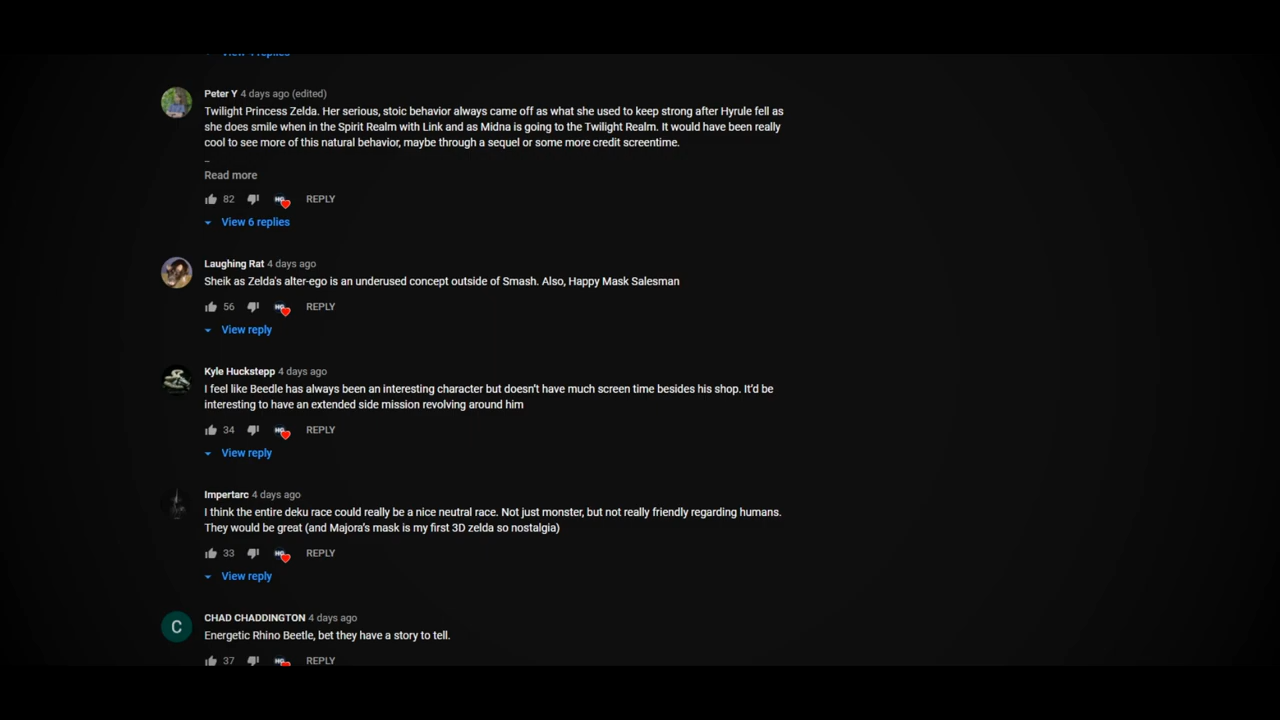 Peter Y 4 days ago (edited)
Twilight Princess Zelda. Her serious, stoic behavior always came off as what she used to keep strong after Hyrule fell as
she does smile when in the Spirit Realm with Link and as Midna is going to the Twilight Realm. It would have been really
cool to see more of this natural behavior, maybe through a sequel or some more credit screentime.
_
Read more
82 HG REPLY
View 6 replies
Laughing Rat 4 days ago
Sheik as Zelda's alter-ego is an underused concept outside of Smash. Also, Happy Mask Salesman
56 HG REPLY
View reply
Kyle Huckstepp 4 days ago
I feel like Beedle has always been an interesting character but doesn't have much screen time besides his shop. It'd be
interesting to have an extended side mission revolving around him
34 HG REPLY
View reply
Impertarc 4 days ago
I think the entire deku race could really be a nice neutral race. Not just monster, but not really friendly regarding humans.
They would be great (and Majora's mask is my first 3D zelda so nostalgia)
33 HG REPLY
View reply
C
CHAD CHADDINGTON 4 days ago
Energetic Rhino Beetle, bet they have a story to tell.
37 HG REPLY